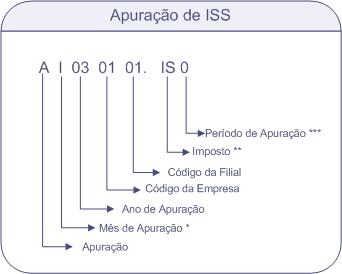 Apuração de ISS
A I 03 01 01. IS 0
Período de Apuração ***
Imposto **
Código da Filial
Código da Empresa
Ano de Apuração
Mês de Apuração *
Apuração